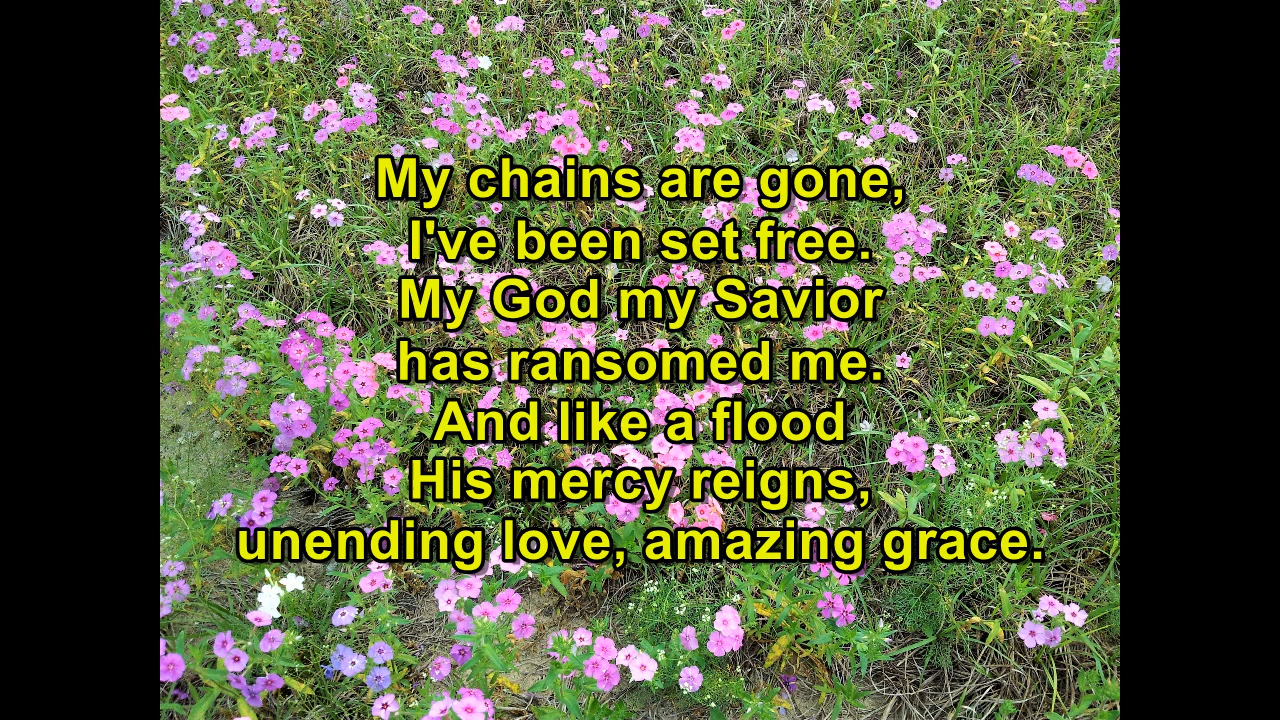 My chains are gone,
I've been set free.
My God my Savior
has ransomed me.
And like a flood
His mercy reigns,
unending love, amazing grace.